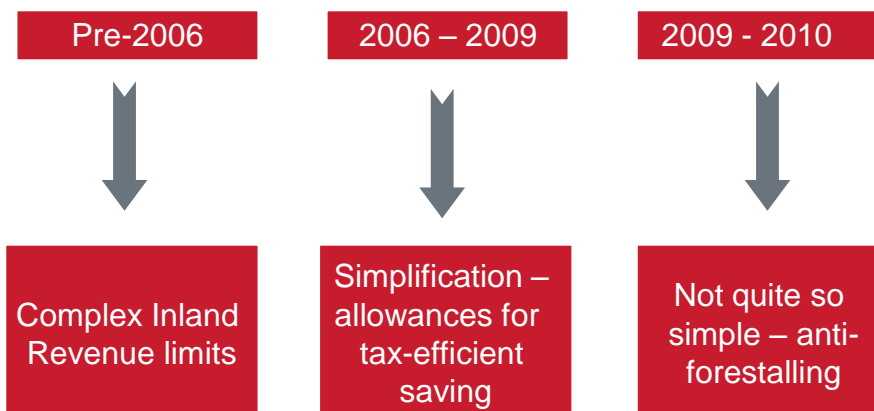 Pre-2006
2006 – 2009
2009 - 2010
Complex Inland
Revenue limits
Simplification –
allowances for
tax-efficient
saving
Not quite so
simple – anti-
forestalling